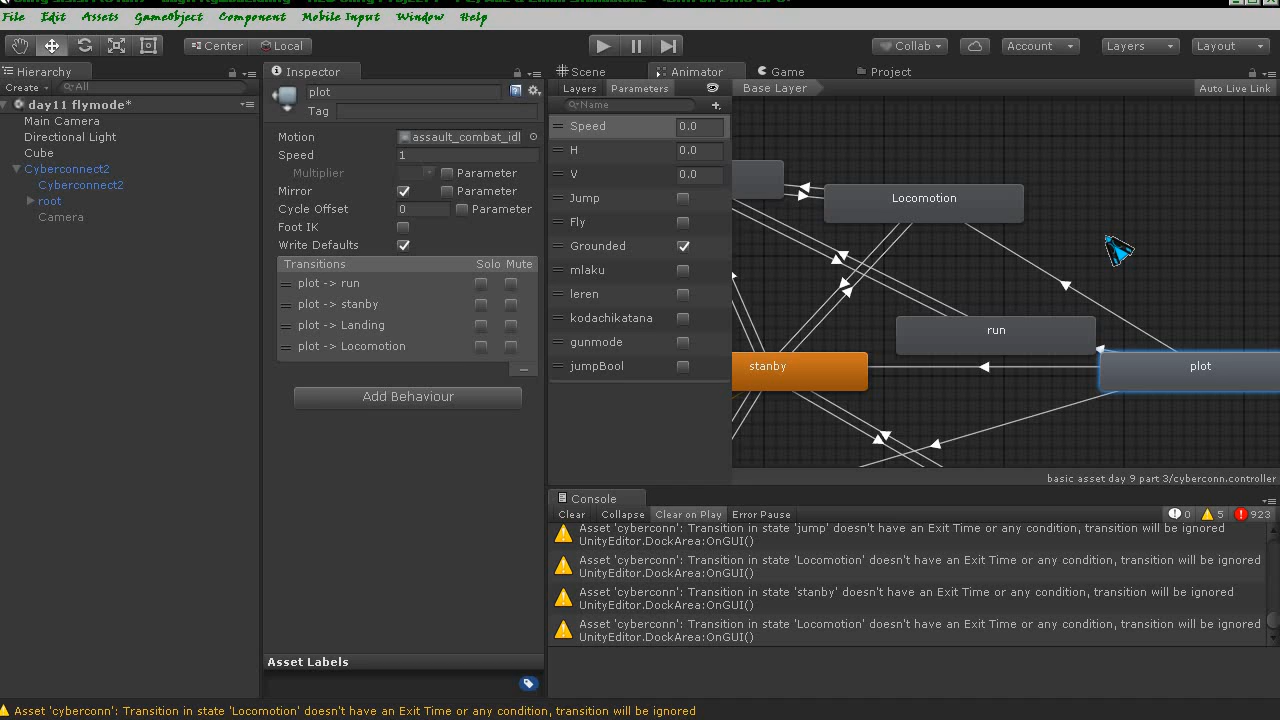 File Edit Assets GameObject Component Mobile Input Window Help
Center Local Collab Account Layers Layout
Hierarchy
Create All
day11 flymode*
Main Camera
Directional Light
Cube
Cyberconnect2
Cyberconnect2
root
Camera
Inspector
plot
Tag
Motion assault_combat_idl
Speed 1
Multiplier Parameter
Mirror Parameter
Cycle Offset 0 Parameter
Foot IK
Write Defaults
Transitions Solo Mute
plot -> run
plot -> stanby
plot -> Landing
plot -> Locomotion
Add Behaviour
Asset Labels
Scene Animator Game Project
Layers Parameters Base Layer Auto Live Link
Name
Speed 0.0
H 0.0
V 0.0
Jump
Fly
Grounded
mlaku
leren
kodachikatana
gunmode
jumpBool
Locomotion
run
stanby
plot
basic asset day 9 part 3/cyberconn.controller
Console
Clear Collapse Clear on Play Error Pause 0 5 923
Asset 'cyberconn': Transition in state 'jump' doesn't have an Exit Time or any condition, transition will be ignored
UnityEditor.DockArea:OnGUI()
Asset 'cyberconn': Transition in state 'Locomotion' doesn't have an Exit Time or any condition, transition will be ignored
UnityEditor.DockArea:OnGUI()
Asset 'cyberconn': Transition in state 'stanby' doesn't have an Exit Time or any condition, transition will be ignored
UnityEditor.DockArea:OnGUI()
Asset 'cyberconn': Transition in state 'Locomotion' doesn't have an Exit Time or any condition, transition will be ignored
UnityEditor.DockArea:OnGUI()
Asset 'cyberconn': Transition in state 'Locomotion' doesn't have an Exit Time or any condition, transition will be ignored